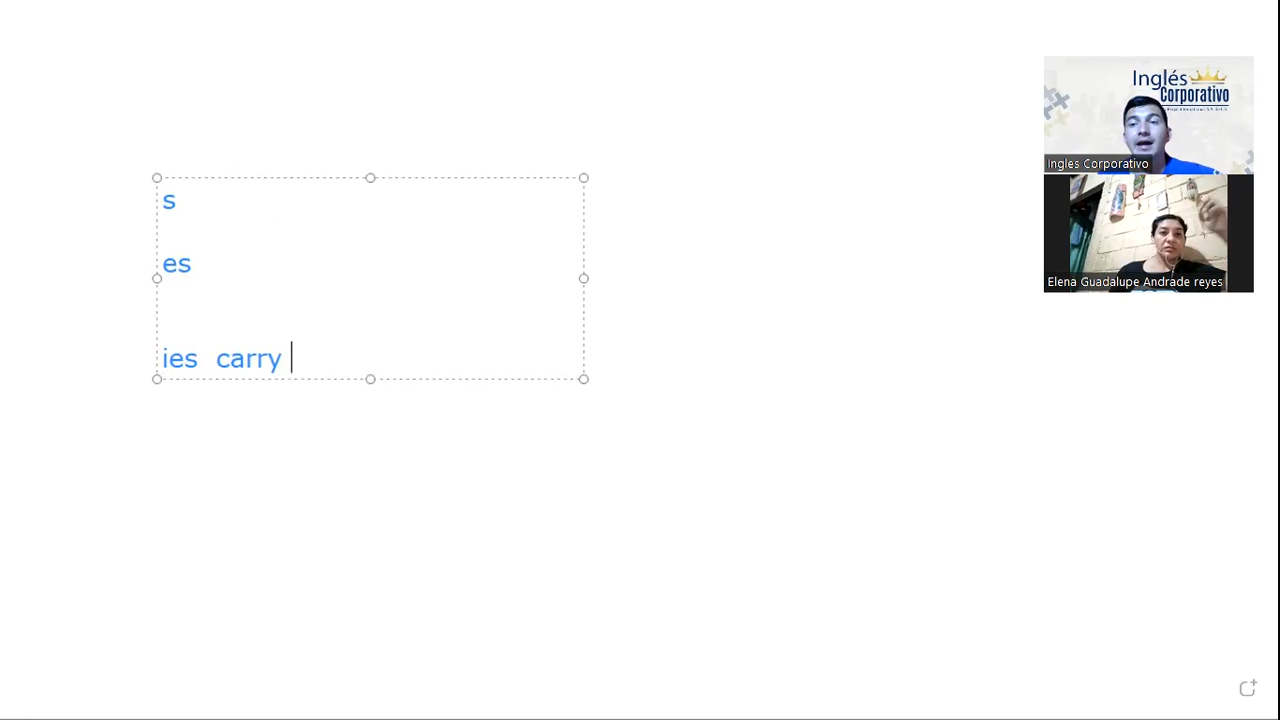 s
es
ies carry
Inglés
Corporativo
Ingles Corporativo
Elena Guadalupe Andrade reyes